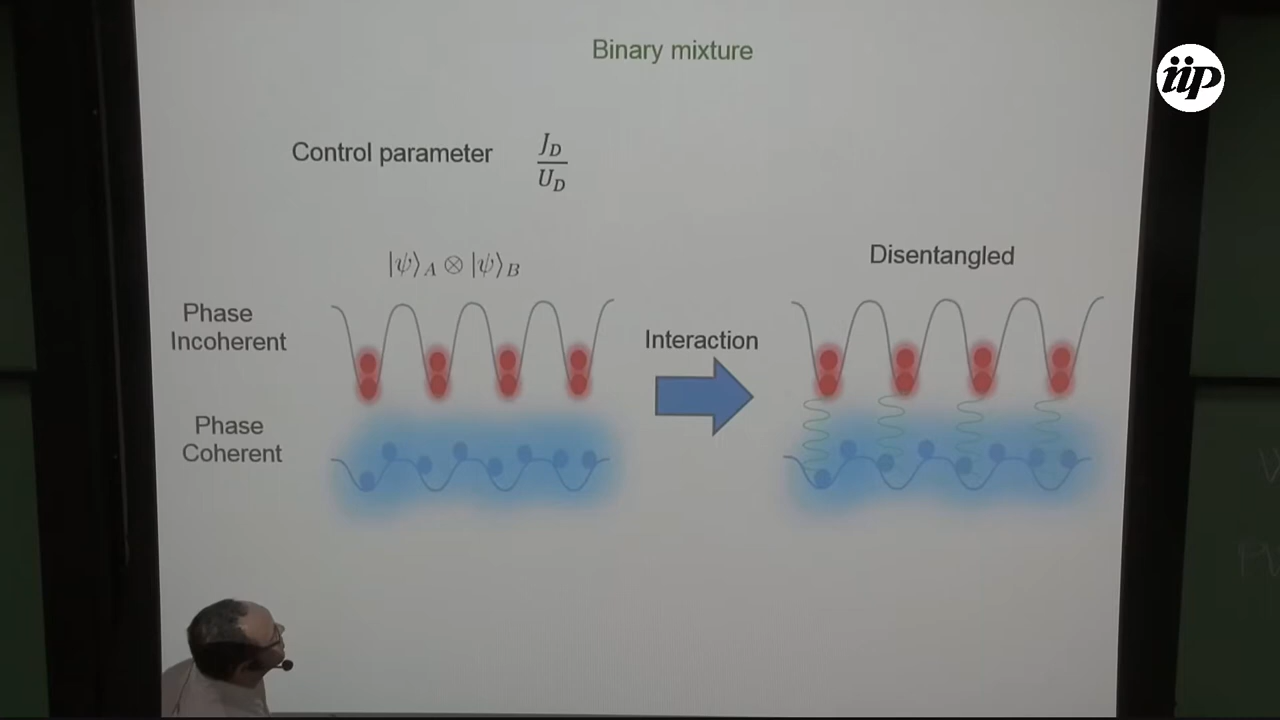 Binary mixture
iip
Control parameter J_D/U_D
|ψ⟩_A ⊗ |ψ⟩_B
Disentangled
Phase
Incoherent
Interaction
Phase
Coherent